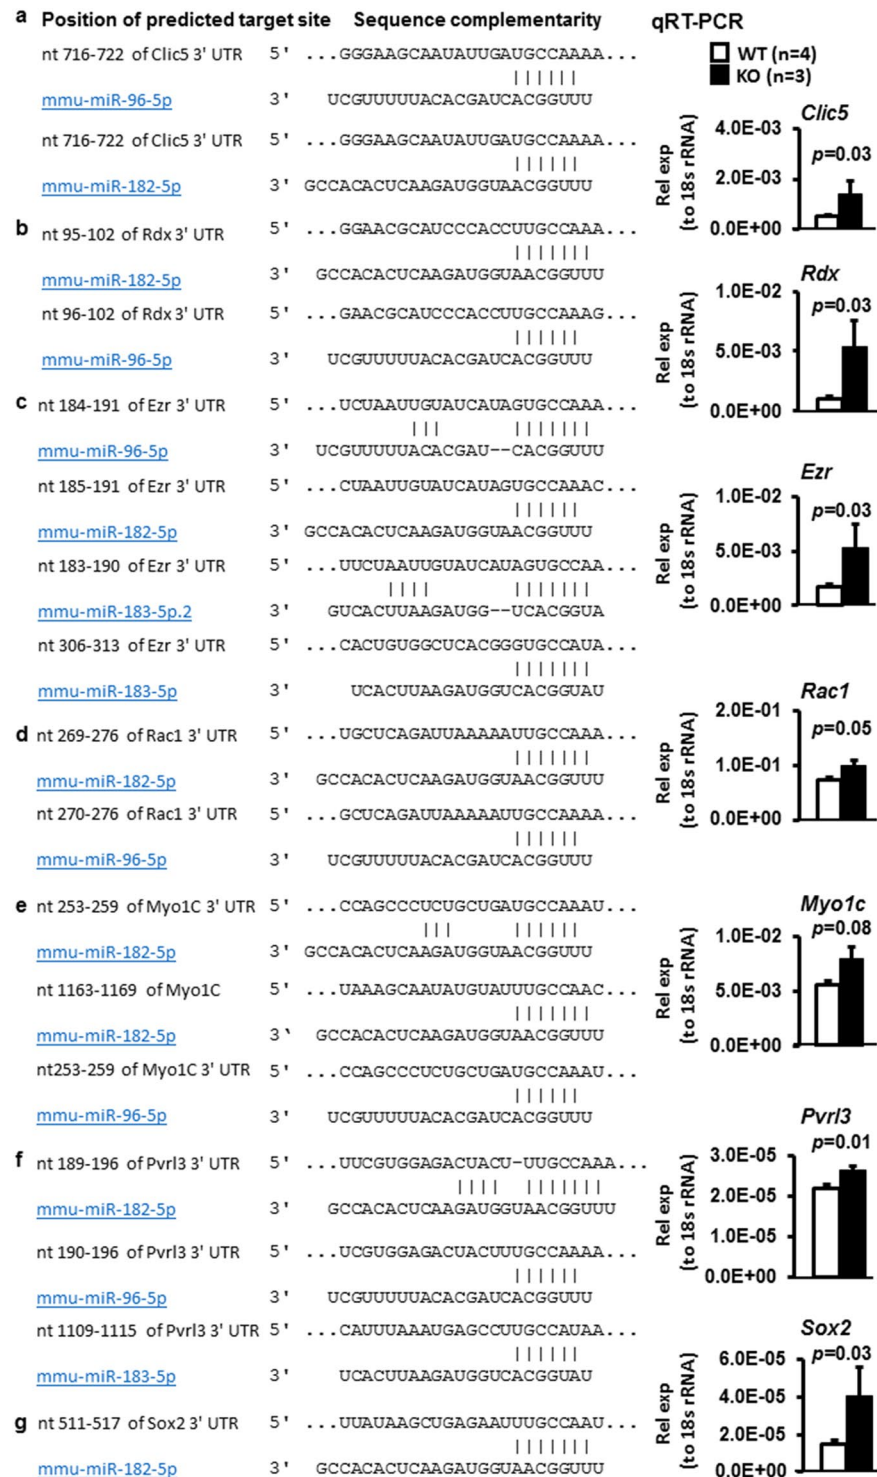 a Position of predicted target site Sequence complementarity qRT-PCR
WT (n=4)
KO (n=3)
nt 716-722 of Clic5 3' UTR 5' ...GGGAAGCAAUAUUGAUGCCAAAA...
||||||
mmu-miR-96-5p 3' UCGUUUUUACACGAUCACGGUUU
nt 716-722 of Clic5 3' UTR 5' ...GGGAAGCAAUAUUGAUGCCAAAA...
||||||
mmu-miR-182-5p 3' GCCACACUCAAGAUGGUAACGGUUU
Clic5
Rel exp
(to 18s rRNA)
4.0E-03
p=0.03
2.0E-03
0.0E+00
b nt 95-102 of Rdx 3' UTR 5' ...GGAACGCAUCCCACCUUGCCAAA...
|||||||
mmu-miR-182-5p 3' GCCACACUCAAGAUGGUAACGGUUU
nt 96-102 of Rdx 3' UTR 5' ...GAACGCAUCCCACCUUGCCAAAG...
||||||
mmu-miR-96-5p 3' UCGUUUUUACACGAUCACGGUUU
Rdx
Rel exp
(to 18s rRNA)
1.0E-02
p=0.03
5.0E-03
0.0E+00
c nt 184-191 of Ezr 3' UTR 5' ...UCUAAUUGUAUCAUAGUGCCAAA...
||| |||||||
mmu-miR-96-5p 3' UCGUUUUUACACGAU--CACGGUUU
nt 185-191 of Ezr 3' UTR 5' ...CUAAUUGUAUCAUAGUGCCAAAC...
||||||
mmu-miR-182-5p 3' GCCACACUCAAGAUGGUAACGGUUU
nt 183-190 of Ezr 3' UTR 5' ...UUCUAAUUGUAUCAUAGUGCCAA...
|||| |||||||
mmu-miR-183-5p.2 3' GUCACUUAAGAUGG--UCACGGUA
nt 306-313 of Ezr 3' UTR 5' ...CACUGUGGCUCACGGGUGCCAUA...
|||||||
mmu-miR-183-5p 3' UCACUUAAGAUGGUCACGGUAU
Ezr
Rel exp
(to 18s rRNA)
1.0E-02
p=0.03
5.0E-03
0.0E+00
d nt 269-276 of Rac1 3' UTR 5' ...UGCUCAGAUUAAAAAUUGCCAAA...
|||||||
mmu-miR-182-5p 3' GCCACACUCAAGAUGGUAACGGUUU
nt 270-276 of Rac1 3' UTR 5' ...GCUCAGAUUAAAAAUUGCCAAAA...
||||||
mmu-miR-96-5p 3' UCGUUUUUACACGAUCACGGUUU
Rac1
Rel exp
(to 18s rRNA)
2.0E-01
p=0.05
1.0E-01
0.0E+00
e nt 253-259 of Myo1C 3' UTR 5' ...CCAGCCCUCUGCUGAUGCCAAAU...
||| ||||||
mmu-miR-182-5p 3' GCCACACUCAAGAUGGUAACGGUUU
nt 1163-1169 of Myo1C 5' ...UAAAGCAAUAUGUAUUUGCCAAC...
|||||||
mmu-miR-182-5p 3‵ GCCACACUCAAGAUGGUAACGGUUU
nt253-259 of Myo1C 3' UTR 5' ...CCAGCCCUCUGCUGAUGCCAAAU...
||||||
mmu-miR-96-5p 3' UCGUUUUUACACGAUCACGGUUU
Myo1c
Rel exp
(to 18s rRNA)
1.0E-02
p=0.08
5.0E-03
0.0E+00
f nt 189-196 of Pvrl3 3' UTR 5' ...UUCGUGGAGACUACU-UUGCCAAA...
|||| |||||||
mmu-miR-182-5p 3' GCCACACUCAAGAUGGUAACGGUUU
nt 190-196 of Pvrl3 3' UTR 5' ...UCGUGGAGACUACUUUGCCAAAA...
||||||
mmu-miR-96-5p 3' UCGUUUUUACACGAUCACGGUUU
nt 1109-1115 of Pvrl3 3' UTR 5' ...CAUUUAAAUGAGCCUUGCCAUAA...
||||||
mmu-miR-183-5p 3' UCACUUAAGAUGGUCACGGUAU
Pvrl3
Rel exp
(to 18s rRNA)
3.0E-05
p=0.01
2.0E-05
1.0E-05
0.0E+00
g nt 511-517 of Sox2 3' UTR 5' ...UUAUAAGCUGAGAAUUUGCCAAU...
|||||||
mmu-miR-182-5p 3' GCCACACUCAAGAUGGUAACGGUUU
Sox2
Rel exp
(to 18s rRNA)
6.0E-05
p=0.03
4.0E-05
2.0E-05
0.0E+00